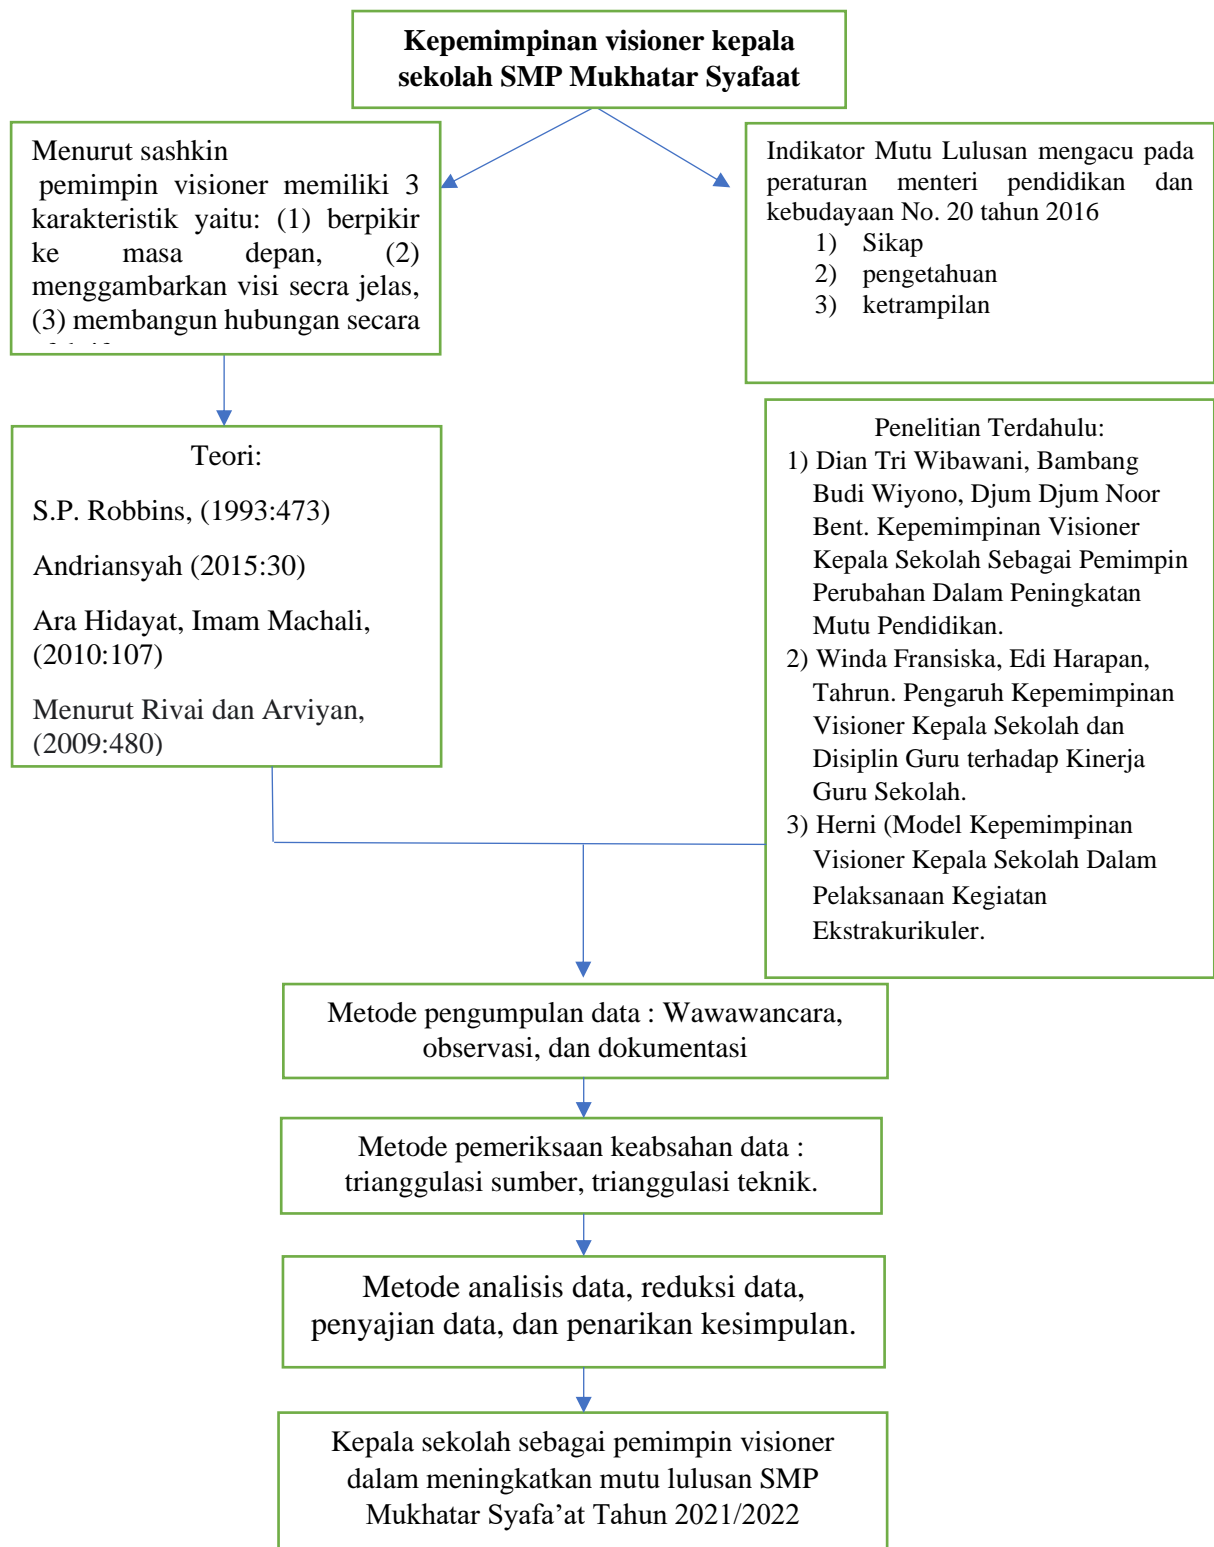 Kepemimpinan visioner kepala
sekolah SMP Mukhatar Syafaat
Menurut sashkin
pemimpin visioner memiliki 3
karakteristik yaitu: (1) berpikir
ke masa depan, (2)
menggambarkan visi secra jelas,
(3) membangun hubungan secara
Indikator Mutu Lulusan mengacu pada
peraturan menteri pendidikan dan
kebudayaan No. 20 tahun 2016
1) Sikap
2) pengetahuan
3) ketrampilan
Teori:
S.P. Robbins, (1993:473)
Andriansyah (2015:30)
Ara Hidayat, Imam Machali,
(2010:107)
Menurut Rivai dan Arviyan,
(2009:480)
Penelitian Terdahulu:
1) Dian Tri Wibawani, Bambang
Budi Wiyono, Djum Djum Noor
Bent. Kepemimpinan Visioner
Kepala Sekolah Sebagai Pemimpin
Perubahan Dalam Peningkatan
Mutu Pendidikan.
2) Winda Fransiska, Edi Harapan,
Tahrun. Pengaruh Kepemimpinan
Visioner Kepala Sekolah dan
Disiplin Guru terhadap Kinerja
Guru Sekolah.
3) Herni (Model Kepemimpinan
Visioner Kepala Sekolah Dalam
Pelaksanaan Kegiatan
Ekstrakurikuler.
Metode pengumpulan data : Wawawancara,
observasi, dan dokumentasi
Metode pemeriksaan keabsahan data :
trianggulasi sumber, trianggulasi teknik.
Metode analisis data, reduksi data,
penyajian data, dan penarikan kesimpulan.
Kepala sekolah sebagai pemimpin visioner
dalam meningkatkan mutu lulusan SMP
Mukhatar Syafa’at Tahun 2021/2022